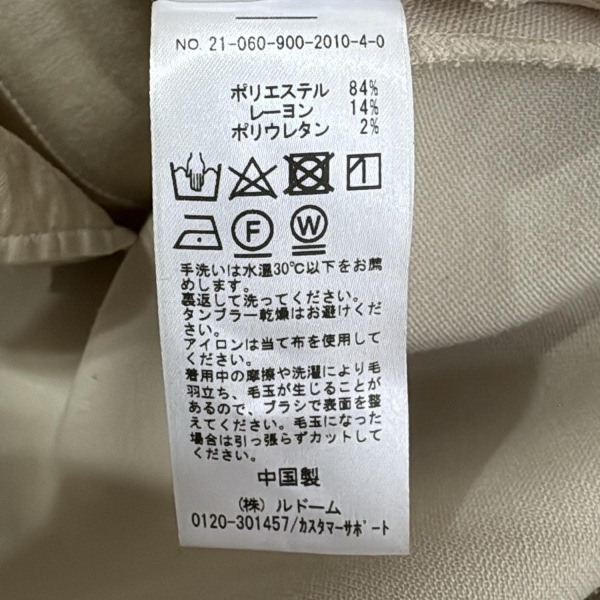 NO. 21-060-900-2010-4-0
ポリエステル 84%
レーヨン 14%
ポリウレタン 2%
F
W
手洗いは水温30℃以下をお薦
めします。
裏返して洗ってください。
タンブラー乾燥はお避けくだ
さい。
アイロンは当て布を使用して
ください。
着用中の摩擦や洗濯により毛
羽立ち、毛玉が生じることが
あるので、ブラシで表面を整
えてください。毛玉になった
場合は引っ張らずカットして
ください。
中国製
(株) ルドーム
0120-301457/カスタマーサポート